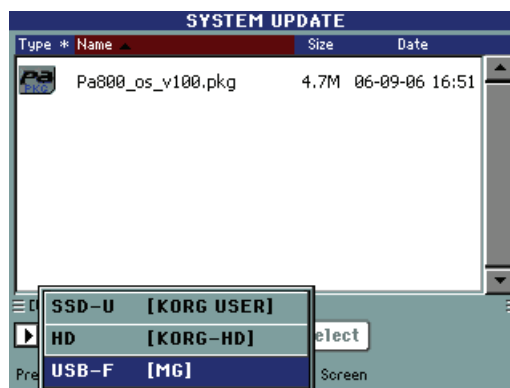 SYSTEM UPDATE
Type * Name Size Date
Pa PKG Pa800_os_v100.pkg 4.7M 06-09-06 16:51
SSD-U [KORG USER]
HD [KORG-HD] elect
USB-F [MG]
Pre Screen